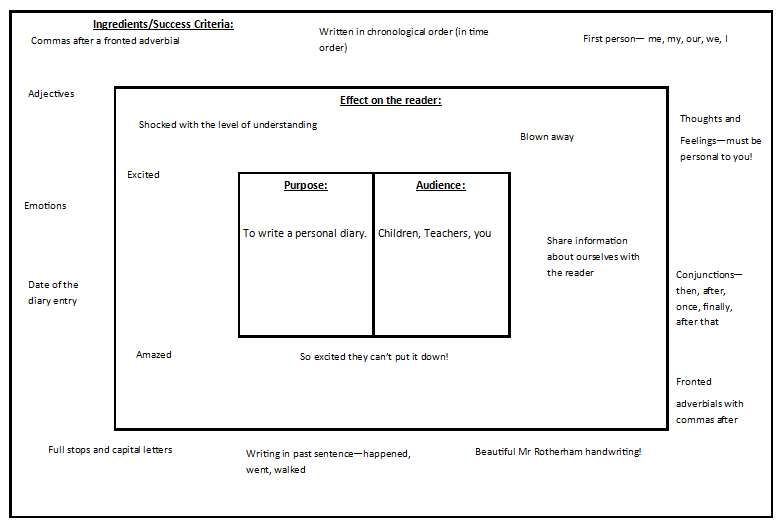 Ingredients/Success Criteria:
Commas after a fronted adverbial
Written in chronological order (in time
order)
First person— me, my, our, we, I
Adjectives
Emotions
Date of the
diary entry
Effect on the reader:
Shocked with the level of understanding
Blown away
Excited
Purpose:
To write a personal diary.
Audience:
Children, Teachers, you
Share information
about ourselves with
the reader
Amazed
So excited they can't put it down!
Thoughts and
Feelings—must be
personal to you!
Conjunctions—
then, after,
once, finally,
after that
Fronted
adverbials with
commas after
Full stops and capital letters
Writing in past sentence—happened,
went, walked
Beautiful Mr Rotherham handwriting!